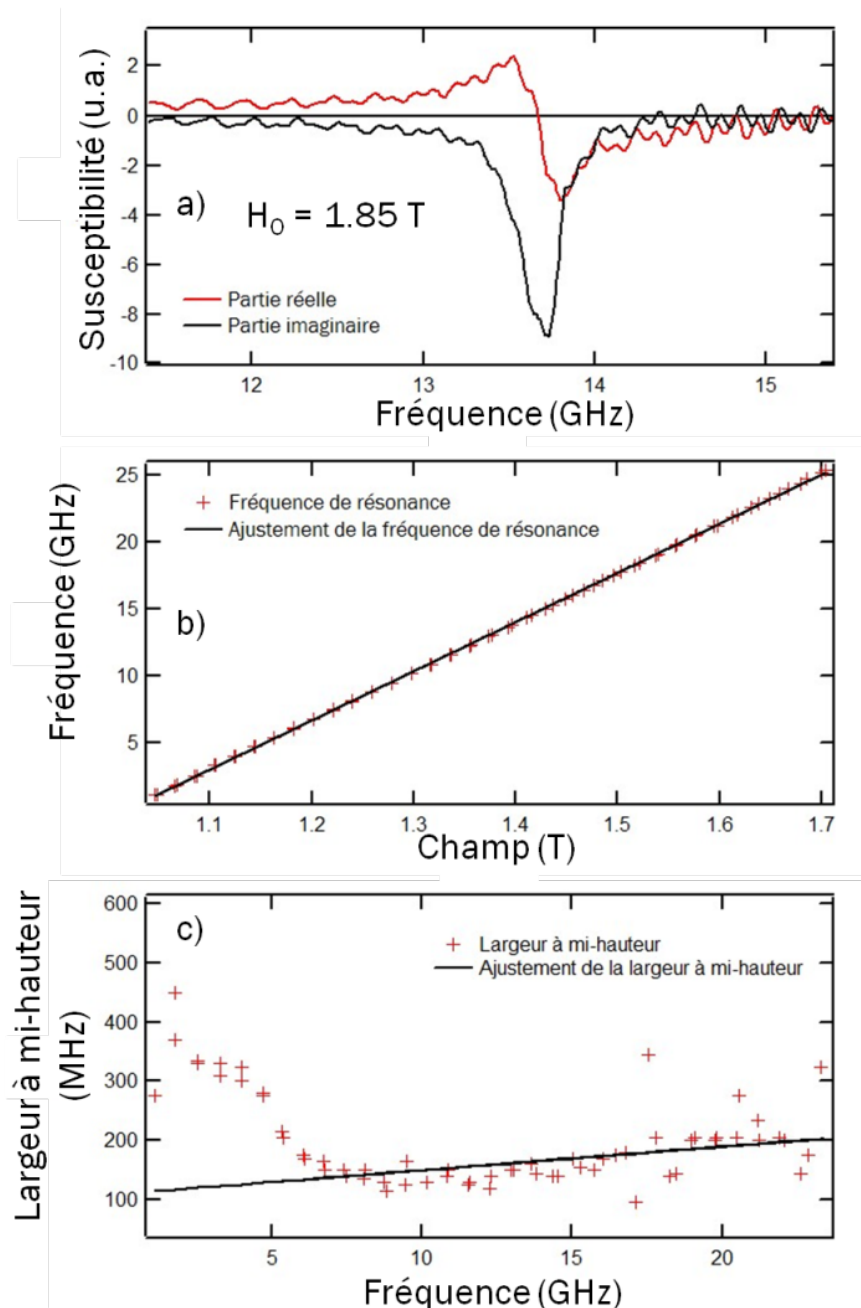 Susceptibilité (u.a.)
2
0
-2
-4
-6
-8
-10
a)
H₀ = 1.85 T
Partie réelle
Partie imaginaire
12
13
14
15
Fréquence (GHz)
Fréquence (GHz)
25
20
15
10
5
Fréquence de résonance
Ajustement de la fréquence de résonance
b)
1.1
1.2
1.3
1.4
1.5
1.6
1.7
Champ (T)
Largeur à mi-hauteur
(MHz)
600
500
400
300
200
100
c)
Largeur à mi-hauteur
Ajustement de la largeur à mi-hauteur
5
10
15
20
Fréquence (GHz)